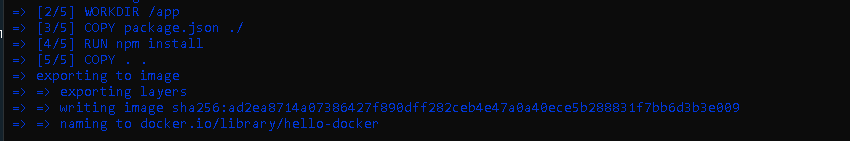 => [2/5] WORKDIR /app
=> [3/5] COPY package.json ./
=> [4/5] RUN npm install
=> [5/5] COPY . .
=> exporting to image
=> => exporting layers
=> => writing image sha256:ad2ea8714a07386427f890dff282ceb4e47a0a40ece5b288831f7bb6d3b3e009
=> => naming to docker.io/library/hello-docker